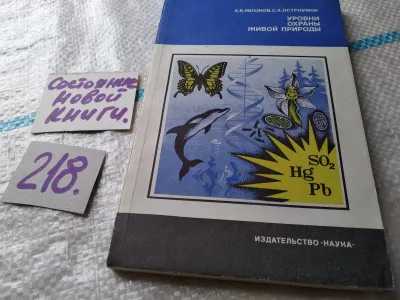 А.В.ЯБЛОКОВ, С.А.ОСТРОУМОВ
УРОВНИ
ОХРАНЫ
ЖИВОЙ ПРИРОДЫ
Состояние
новой
книги.
218.
SO2
Hg
Pb
ИЗДАТЕЛЬСТВО «НАУКА»